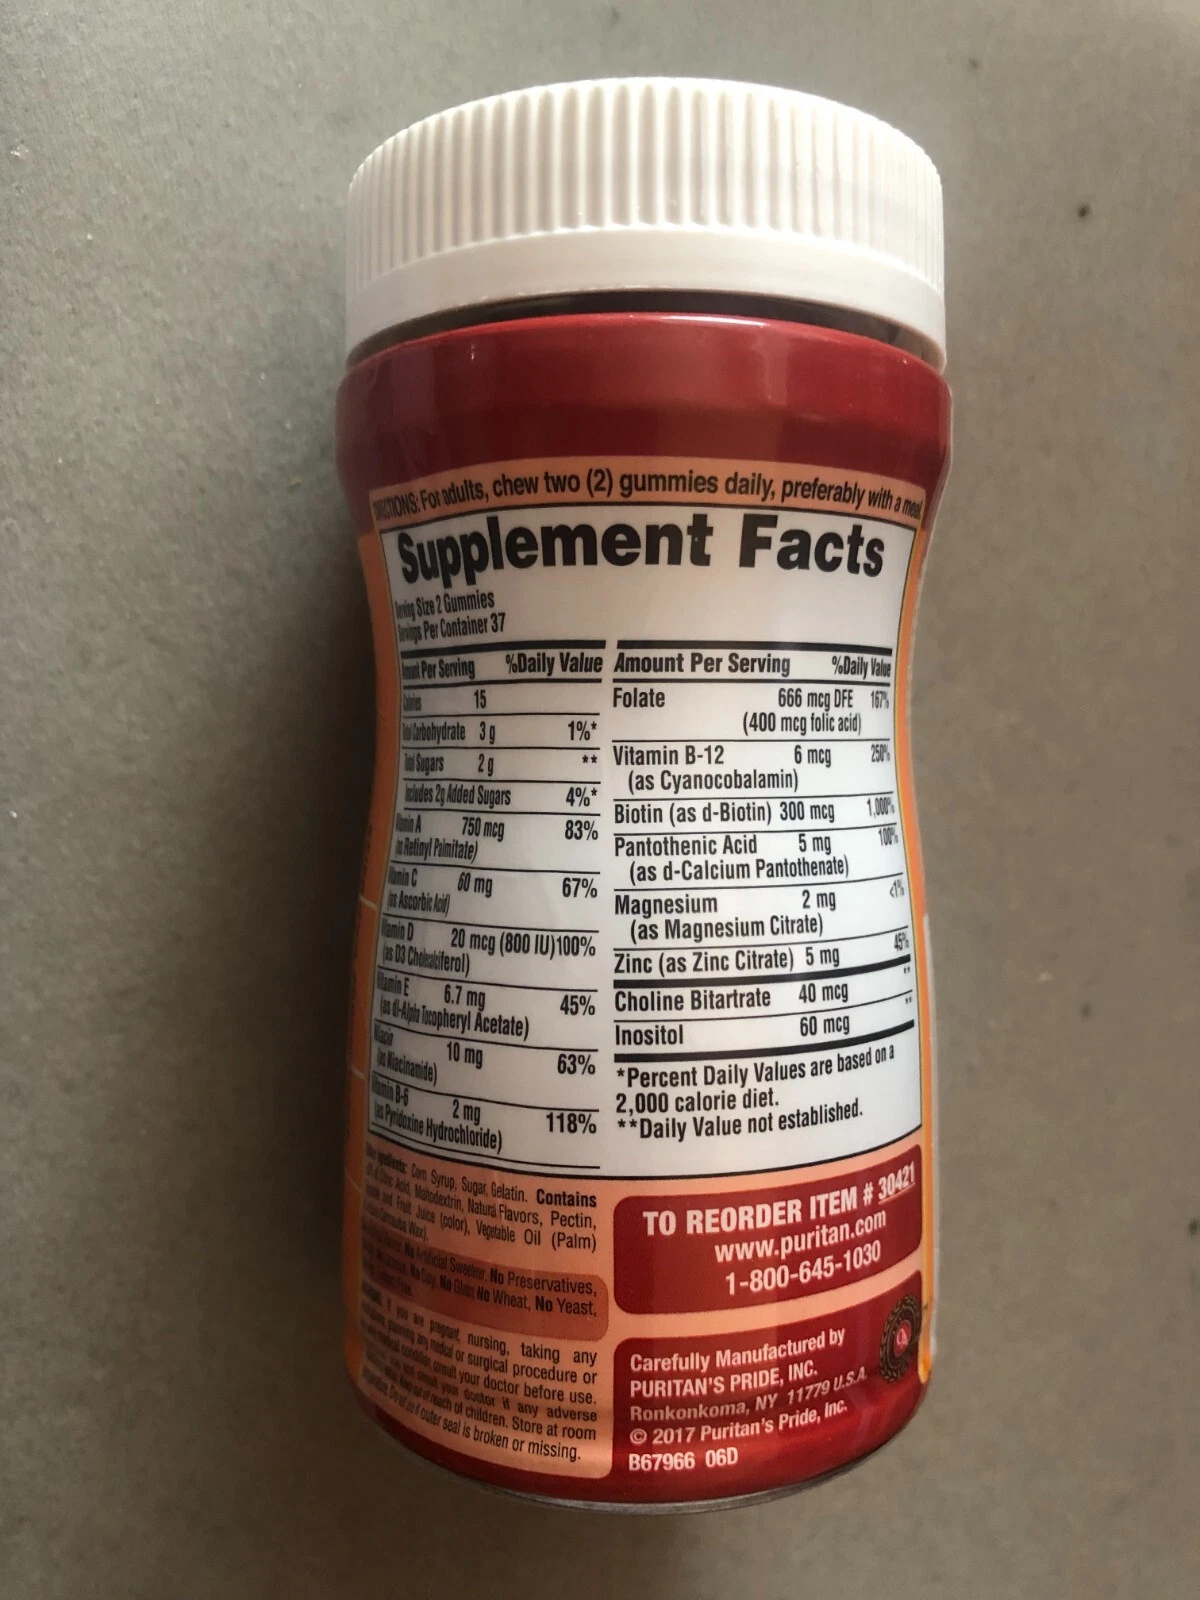 DIRECTIONS: For adults, chew two (2) gummies daily, preferably with a meal.
Supplement Facts
Serving Size 2 Gummies
Servings Per Container 37
Amount Per Serving %Daily Value
Calories 15
Total Carbohydrate 3 g 1%*
Total Sugars 2 g **
Includes 2g Added Sugars 4%*
Vitamin A 750 mcg 83%
(as Retinyl Palmitate)
Vitamin C 60 mg 67%
(as Ascorbic Acid)
Vitamin D 20 mcg (800 IU) 100%
(as D3 Cholecalciferol)
Vitamin E 6.7 mg 45%
(as dl-Alpha Tocopheryl Acetate)
Niacin 10 mg 63%
(as Niacinamide)
Vitamin B-6 2 mg 118%
(as Pyridoxine Hydrochloride)
Amount Per Serving %Daily Value
Folate 666 mcg DFE 167%
(400 mcg folic acid)
Vitamin B-12 6 mcg 250%
(as Cyanocobalamin)
Biotin (as d-Biotin) 300 mcg 1,000%
Pantothenic Acid 5 mg 100%
(as d-Calcium Pantothenate)
Magnesium 2 mg <1%
(as Magnesium Citrate)
Zinc (as Zinc Citrate) 5 mg 45%
Choline Bitartrate 40 mcg **
Inositol 60 mcg **
*Percent Daily Values are based on a
2,000 calorie diet.
**Daily Value not established.
Other Ingredients: Corn Syrup, Sugar, Gelatin. Contains
Citric Acid, Maltodextrin, Natural Flavors, Pectin,
and Fruit Juice (color), Vegetable Oil (Palm)
Carnauba Wax).
No Artificial Sweetener, No Preservatives,
No Soy, No Gluten, No Wheat, No Yeast,
If you are pregnant, nursing, taking any
planning any medical or surgical procedure or
medical condition, consult your doctor before use.
consult your doctor if any adverse
Keep out of reach of children. Store at room
if outer seal is broken or missing.
TO REORDER ITEM # 30421
www.puritan.com
1-800-645-1030
Carefully Manufactured by
PURITAN'S PRIDE, INC.
Ronkonkoma, NY 11779 U.S.A.
© 2017 Puritan's Pride, Inc.
B67966 06D